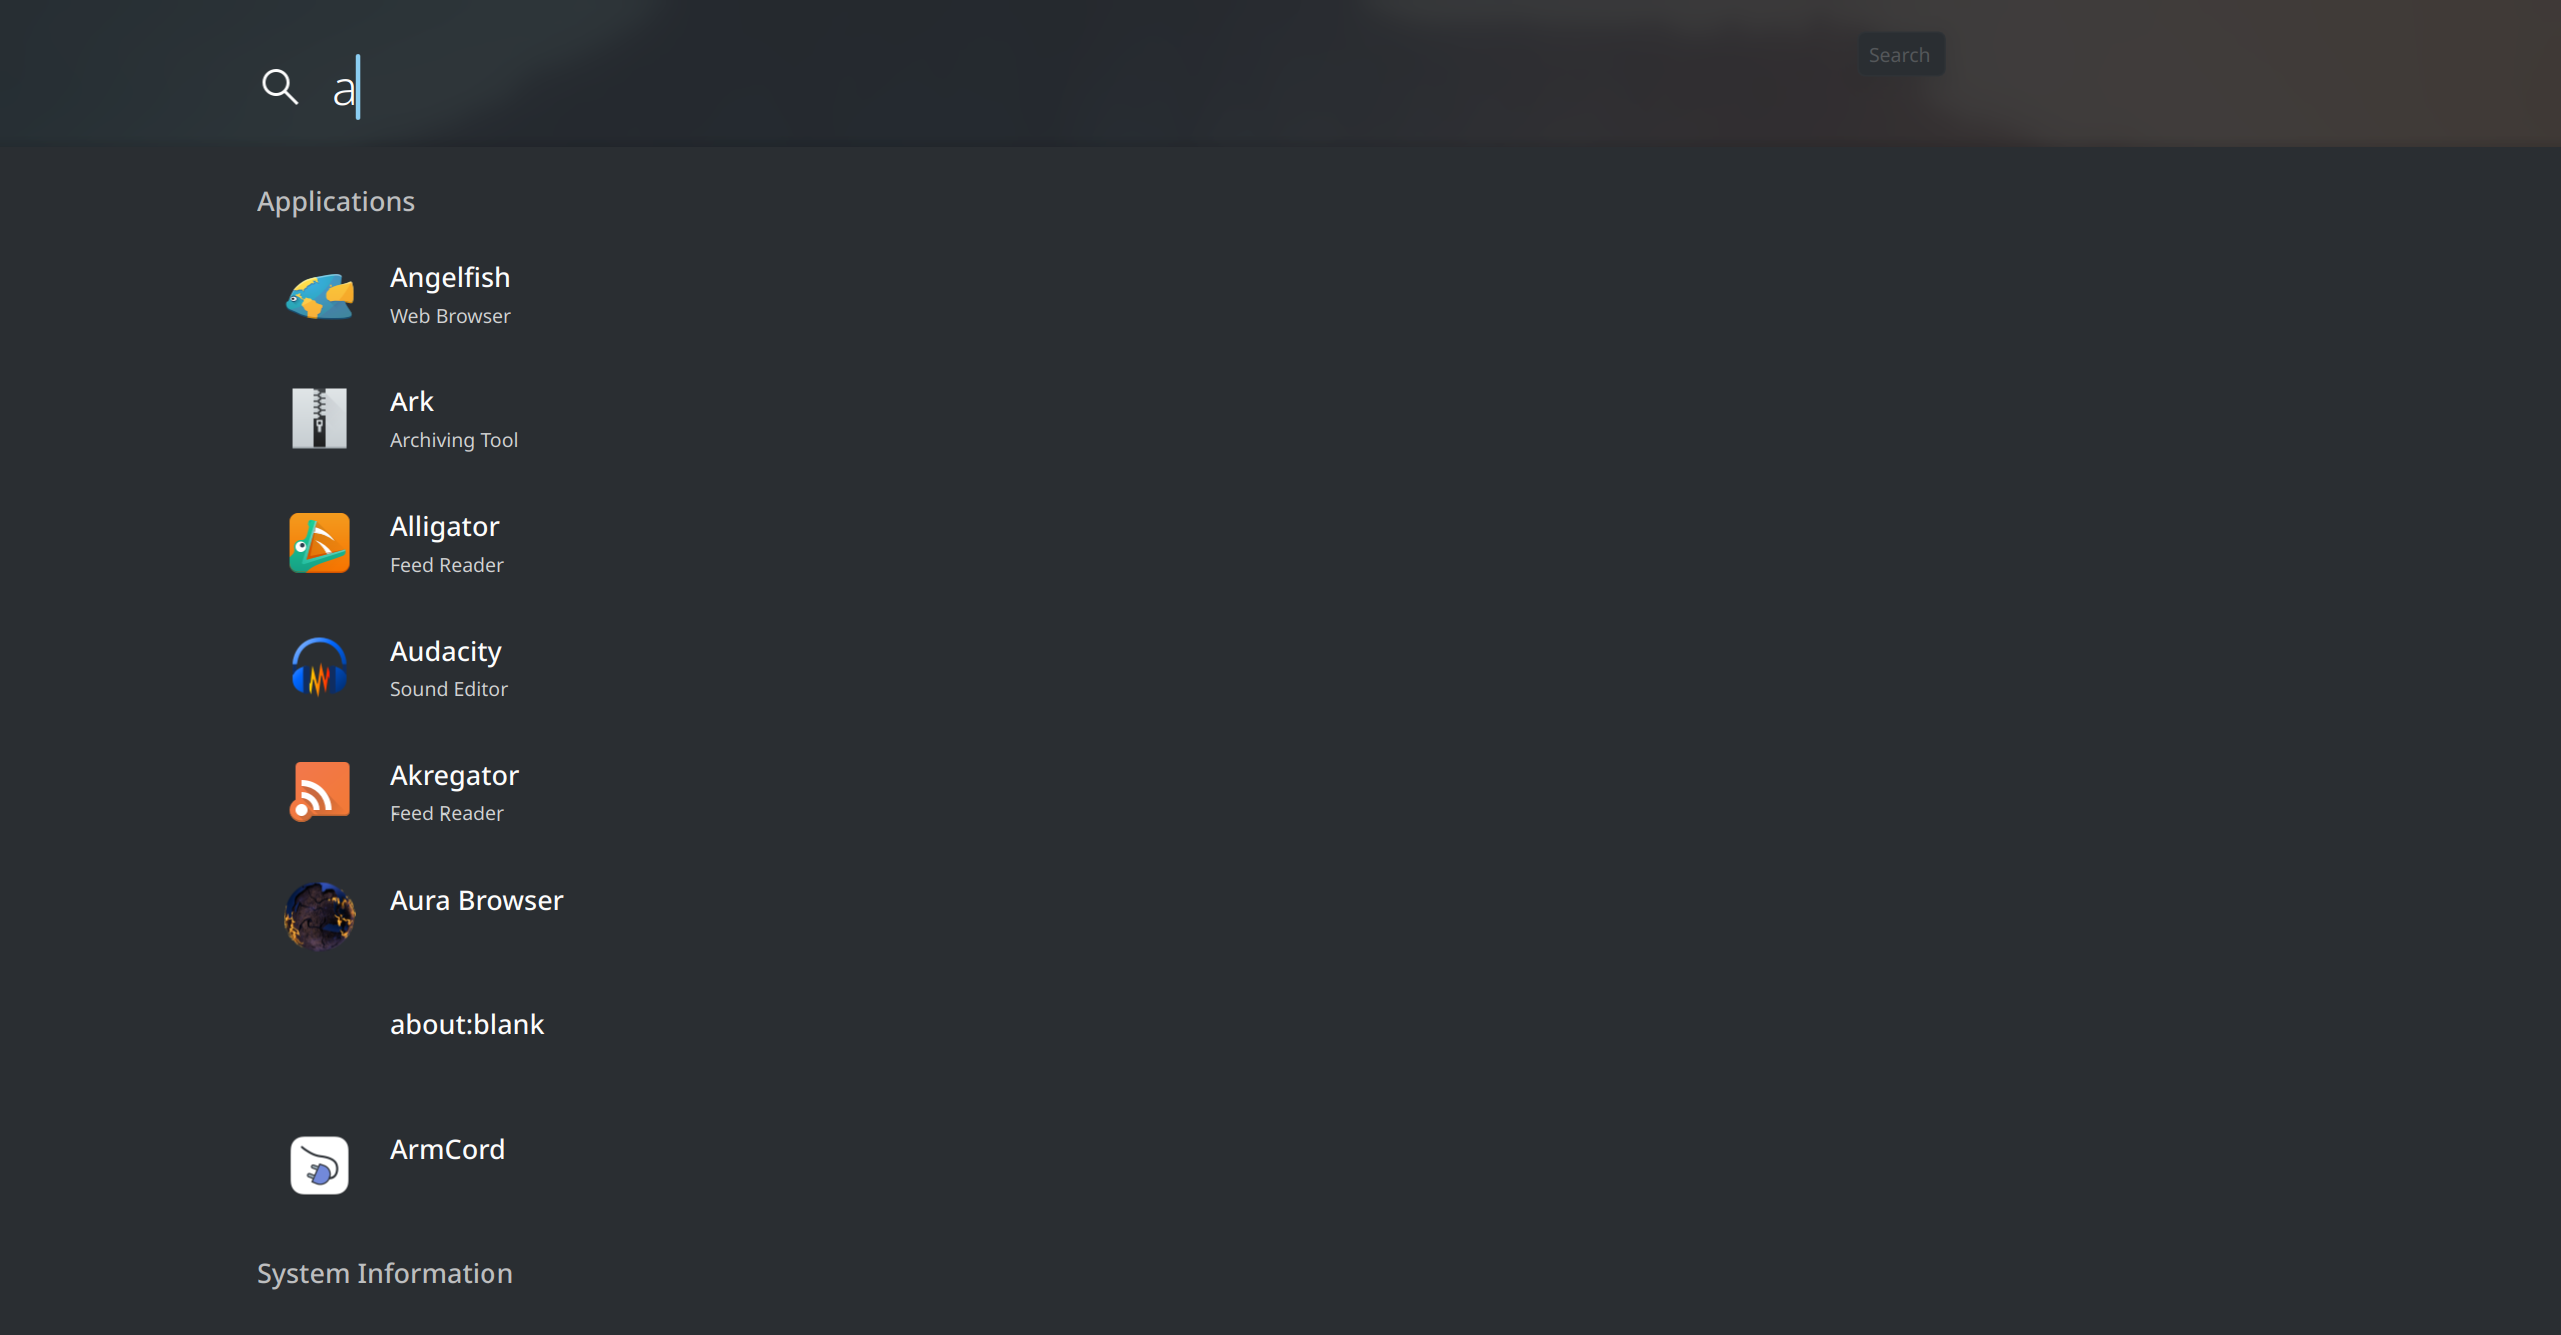 Search
a
Applications
Angelfish
Web Browser
Ark
Archiving Tool
Alligator
Feed Reader
Audacity
Sound Editor
Akregator
Feed Reader
Aura Browser
about:blank
ArmCord
System Information